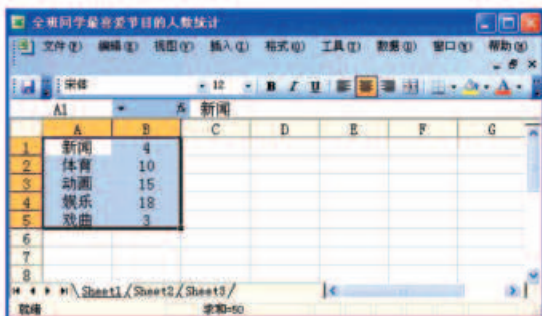 全班同学最喜爱节目的人数统计
文件(F) 编辑(E) 视图(V) 插入(I) 格式(O) 工具(T) 数据(D) 窗口(W) 帮助(H)
宋体 12 B I U A
A1 fx 新闻
A B C D E F G
1 新闻 4
2 体育 10
3 动画 15
4 娱乐 18
5 戏曲 3
6
7
8
Sheet1 Sheet2 Sheet3
就绪 求和=50